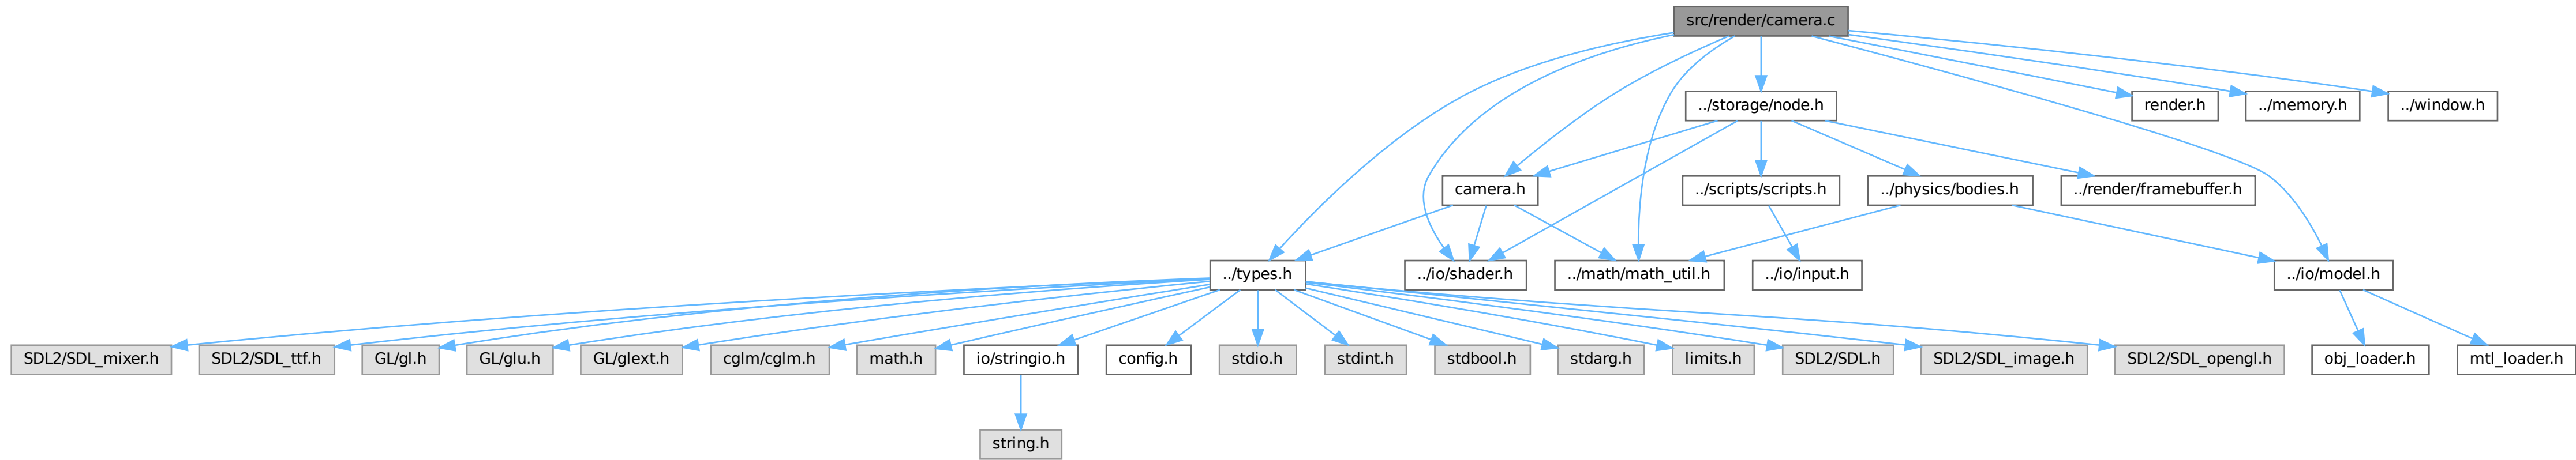 src/render/camera.c
../storage/node.h
render.h
../memory.h
../window.h
camera.h
../scripts/scripts.h
../physics/bodies.h
../render/framebuffer.h
../types.h
../io/shader.h
../math/math_util.h
../io/input.h
../io/model.h
SDL2/SDL_mixer.h
SDL2/SDL_ttf.h
GL/gl.h
GL/glu.h
GL/glext.h
cglm/cglm.h
math.h
io/stringio.h
config.h
stdio.h
stdint.h
stdbool.h
stdarg.h
limits.h
SDL2/SDL.h
SDL2/SDL_image.h
SDL2/SDL_opengl.h
obj_loader.h
mtl_loader.h
string.h